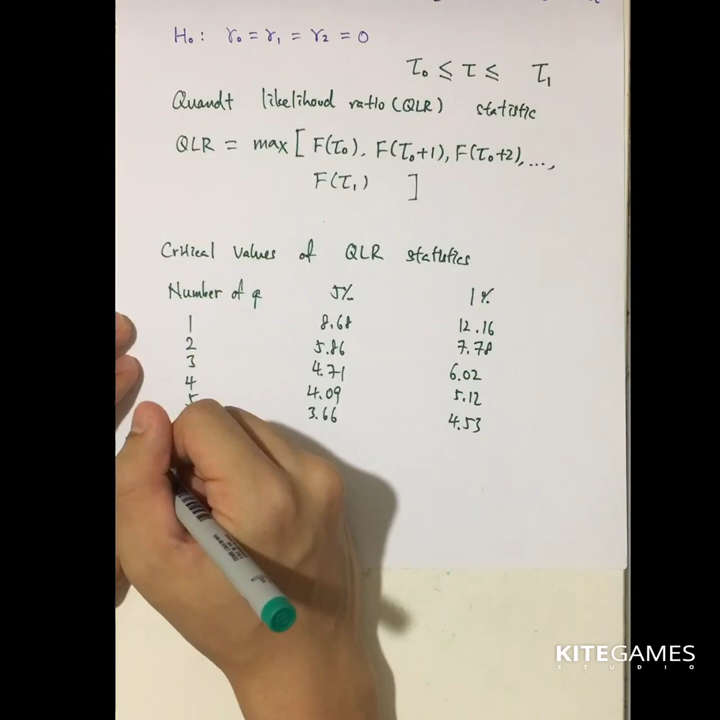 H₀: γ₀ = γ₁ = γ₂ = 0
τ₀ ≤ τ ≤ τ₁
Quandt likelihood ratio (QLR) statistic
QLR = max [ F(τ₀), F(τ₀+1), F(τ₀+2), ...,
F(τ₁) ]
Critical values of QLR statistics
Number of q 5% 1%
1 8.68 12.16
2 5.86 7.78
3 4.71 6.02
4 4.09 5.12
5 3.66 4.53
KITEGAMES
STUDIO